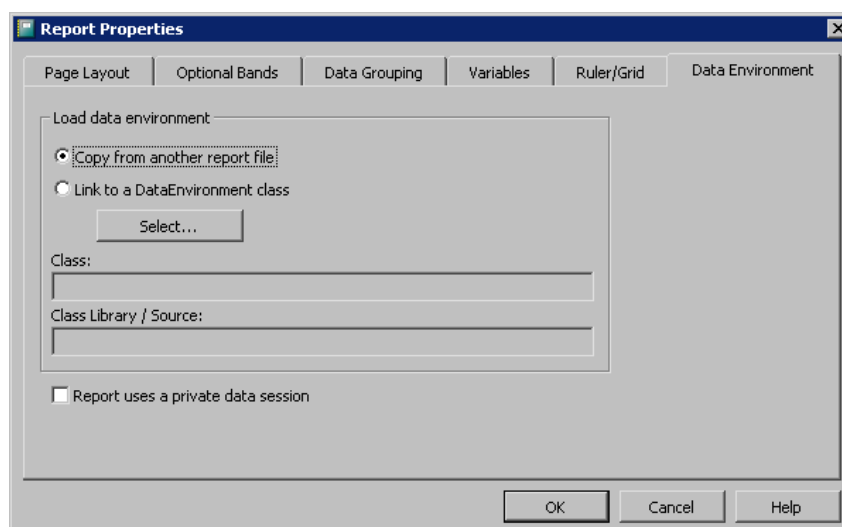 Report Properties
Page Layout
Optional Bands
Data Grouping
Variables
Ruler/Grid
Data Environment
Load data environment
Copy from another report file
Link to a DataEnvironment class
Select...
Class:
Class Library / Source:
Report uses a private data session
OK
Cancel
Help